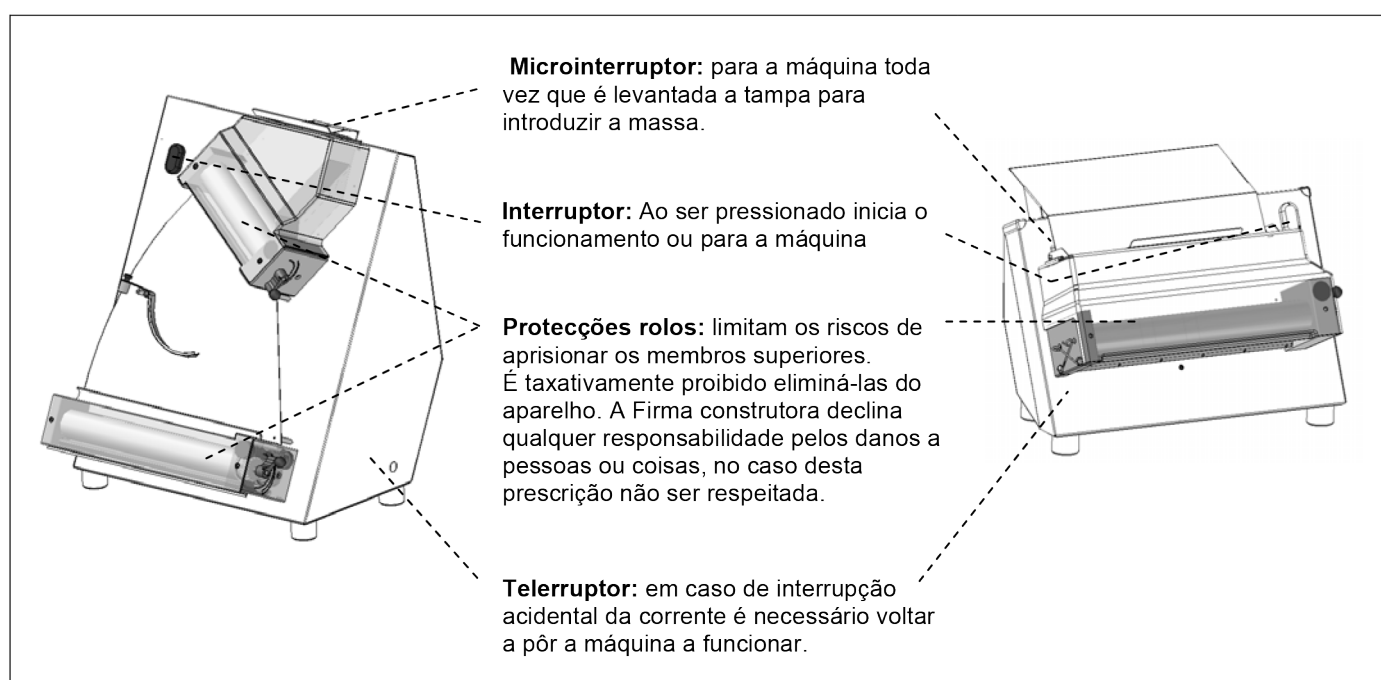 Microinterruptor: para a máquina toda
vez que é levantada a tampa para
introduzir a massa.
Interruptor: Ao ser pressionado inicia o
funcionamento ou para a máquina
Protecções rolos: limitam os riscos de
aprisionar os membros superiores.
É taxativamente proibido eliminá-las do
aparelho. A Firma construtora declina
qualquer responsabilidade pelos danos a
pessoas ou coisas, no caso desta
prescrição não ser respeitada.
Telerruptor: em caso de interrupção
acidental da corrente é necessário voltar
a pôr a máquina a funcionar.